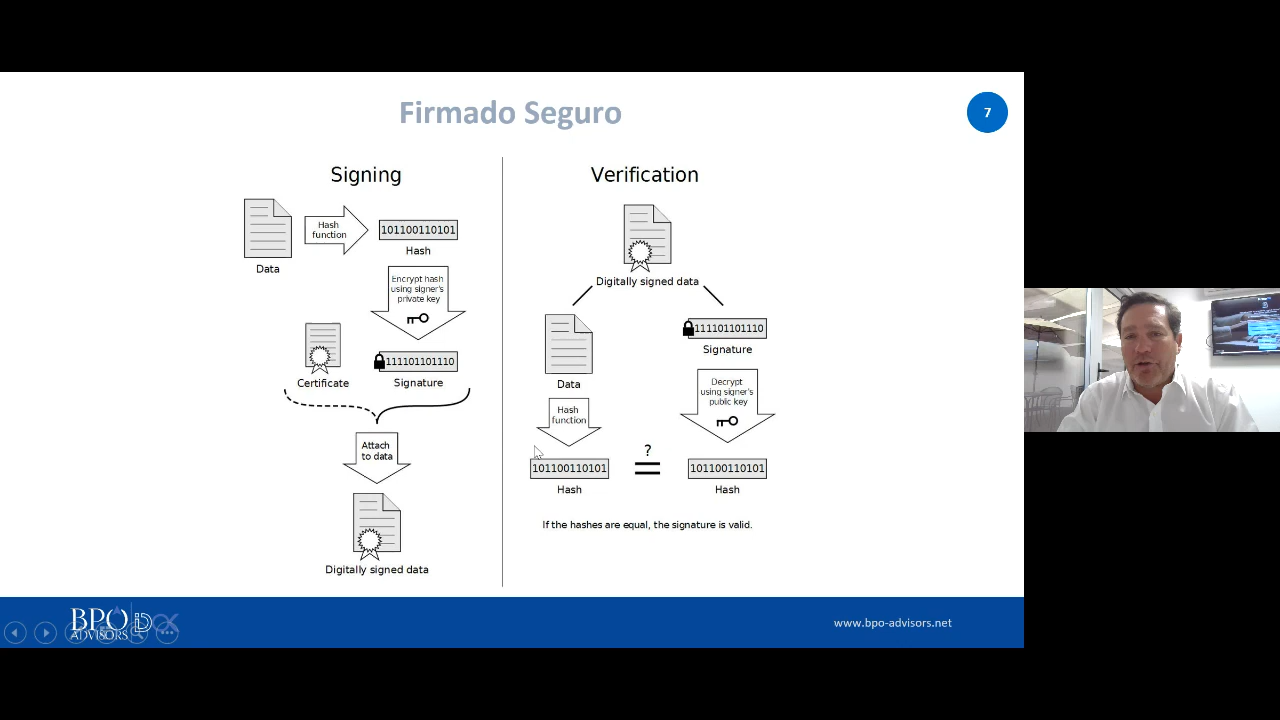 Firmado Seguro
7
Signing
Data
Hash
function
101100110101
Hash
Encrypt hash
using signer's
private key
Certificate
111101101110
Signature
Attach
to data
Digitally signed data
Verification
Digitally signed data
Data
Hash
function
101100110101
Hash
111101101110
Signature
Decrypt
using signer's
public key
?
=
101100110101
Hash
If the hashes are equal, the signature is valid.
BPO
ADVISORS
www.bpo-advisors.net